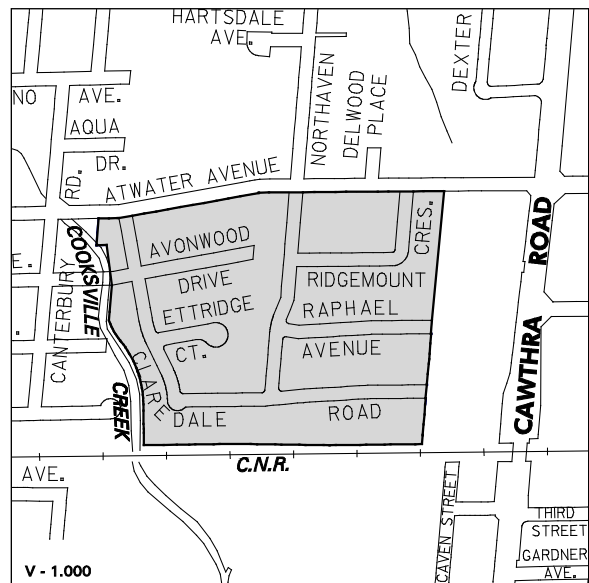 HARTSDALE
AVE.
NORTHAVEN
DELWOOD
PLACE
DEXTER
NO AVE.
AQUA
DR.
RD.
ATWATER AVENUE
CANTERBURY
COOKSVILLE
CREEK
E.
.
AVONWOOD
DRIVE
ETTRIDGE
CT.
CRES.
RIDGEMOUNT
RAPHAEL
AVENUE
CLARE
DALE ROAD
CAWTHRA ROAD
C.N.R.
AVE.
CAVEN STREET
THIRD
STREET
GARDNER
AVE.
V - 1.000